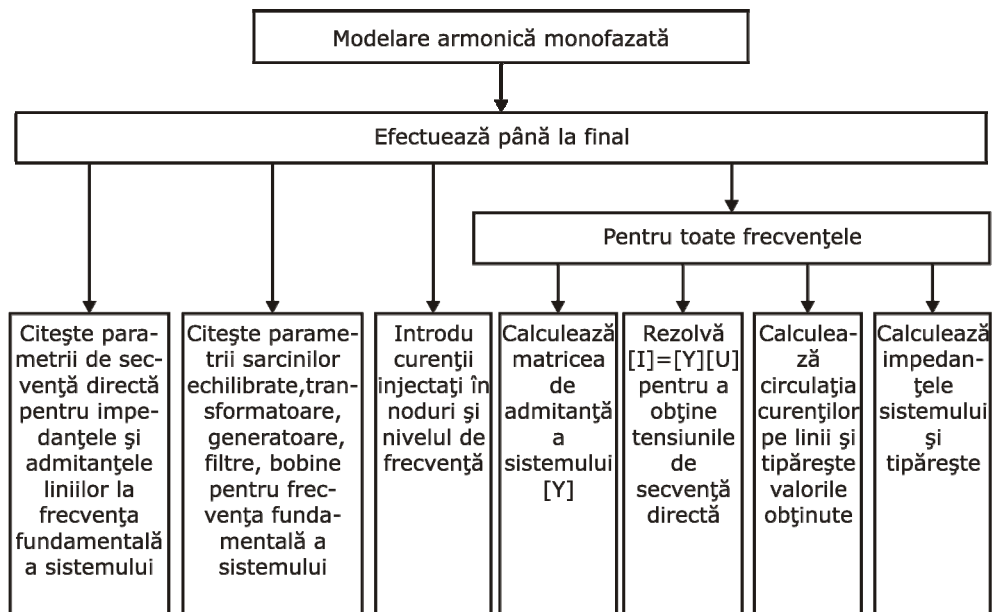 Modelare armonică monofazată
Efectuează până la final
Pentru toate frecvenţele
Citeşte para-
metrii de sec-
venţă directă
pentru impe-
danţele şi
admitanţele
liniilor la
frecvenţa
fundamentală
a sistemului
Citeşte parame-
trii sarcinilor
echilibrate,tran-
sformatoare,
generatoare,
filtre, bobine
pentru frec-
venţa funda-
mentală a
sistemului
Introdu
curenţii
injectaţi în
noduri şi
nivelul de
frecvenţă
Calculează
matricea
de
admitanţă
a
sistemului
[Y]
Rezolvă
[I]=[Y][U]
pentru a
obţine
tensiunile
de
secvenţă
directă
Calculea-
ză
circulaţia
curenţilor
pe linii şi
tipăreşte
valorile
obţinute
Calculează
impedan-
ţele
sistemului
şi
tipăreşte